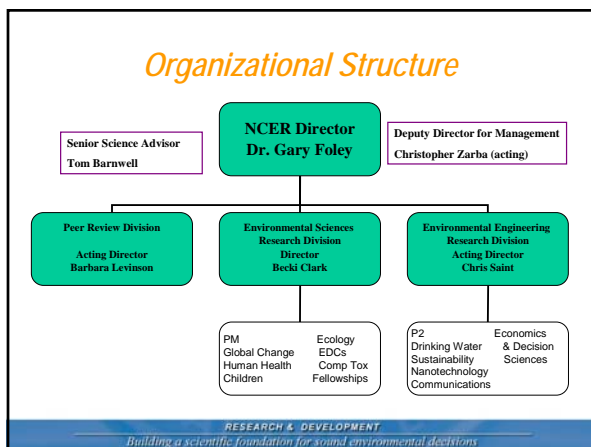 Organizational Structure
NCER Director
Dr. Gary Foley
Senior Science Advisor
Tom Barnwell
Deputy Director for Management
Christopher Zarba (acting)
Peer Review Division
Acting Director
Barbara Levinson
Environmental Sciences
Research Division
Director
Becki Clark
Environmental Engineering
Research Division
Acting Director
Chris Saint
PM Ecology
Global Change EDCs
Human Health Comp Tox
Children Fellowships
P2 Economics
Drinking Water & Decision
Sustainability Sciences
Nanotechnology
Communications
RESEARCH & DEVELOPMENT
Building a scientific foundation for sound environmental decisions